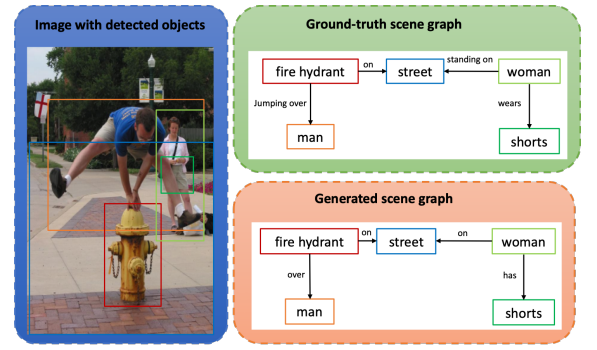 Image with detected objects
Ground-truth scene graph
fire hydrant
on
street
standing on
woman
Jumping over
wears
man
shorts
Generated scene graph
fire hydrant
on
street
on
woman
over
has
man
shorts